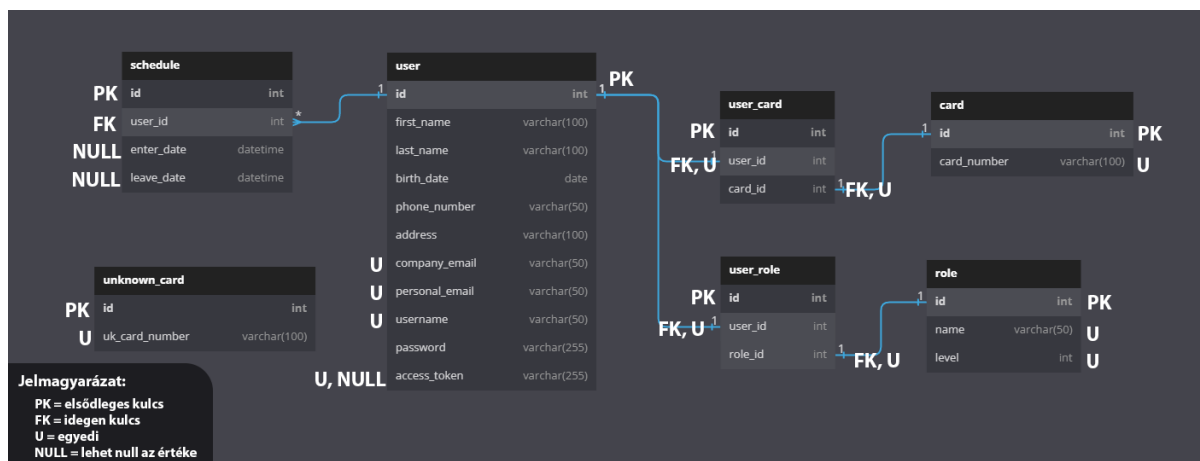 schedule
PK id int
FK user_id int *
NULL enter_date datetime
NULL leave_date datetime
unknown_card
PK id int
U uk_card_number varchar(100)
user
1 id int 1 PK
first_name varchar(100)
last_name varchar(100)
birth_date date
phone_number varchar(50)
address varchar(100)
U company_email varchar(50)
U personal_email varchar(50)
U username varchar(50)
password varchar(255)
U, NULL access_token varchar(255)
user_card
PK id int
FK, U 1 user_id int
card_id int 1 FK, U
card
1 id int PK
card_number varchar(100) U
user_role
PK id int
FK, U 1 user_id int
role_id int 1 FK, U
role
1 id int PK
name varchar(50) U
level int U
Jelmagyarázat:
PK = elsődleges kulcs
FK = idegen kulcs
U = egyedi
NULL = lehet null az értéke